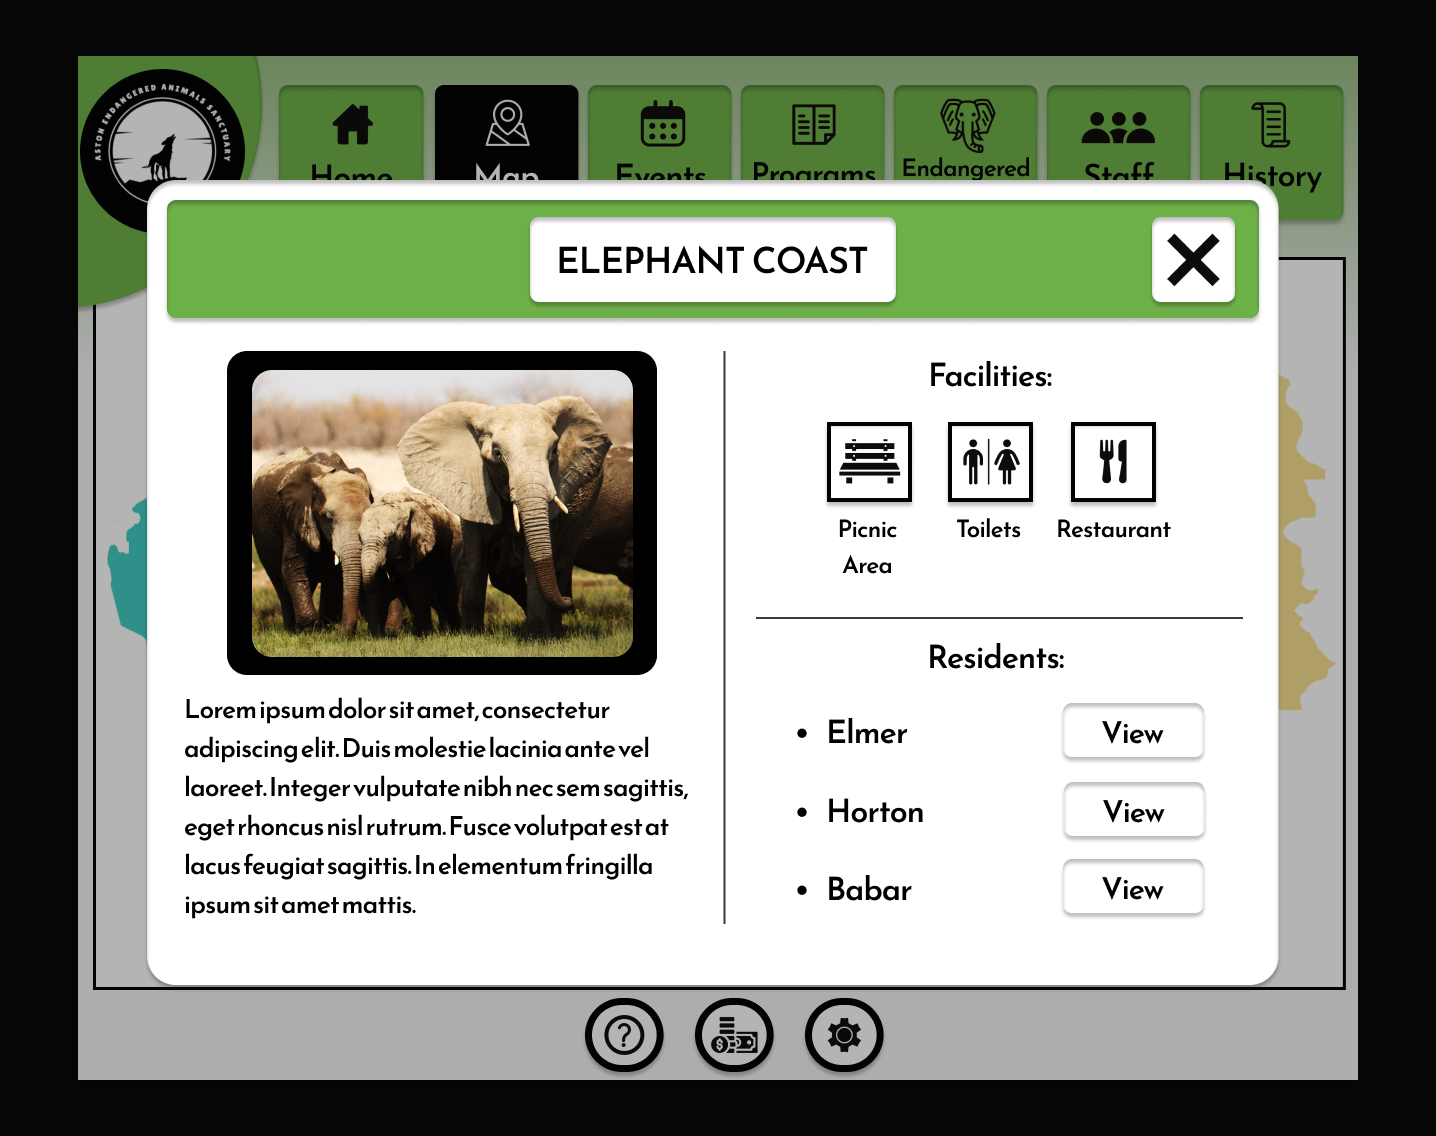 ASTON ENDANGERED ANIMALS SANCTUARY
Home
Map
Events
Programs
Endangered
Staff
History
ELEPHANT COAST
Lorem ipsum dolor sit amet, consectetur
adipiscing elit. Duis molestie lacinia ante vel
laoreet. Integer vulputate nibh nec sem sagittis,
eget rhoncus nisl rutrum. Fusce volutpat est at
lacus feugiat sagittis. In elementum fringilla
ipsum sit amet mattis.
Facilities:
Picnic
Area
Toilets
Restaurant
Residents:
• Elmer
View
• Horton
View
• Babar
View